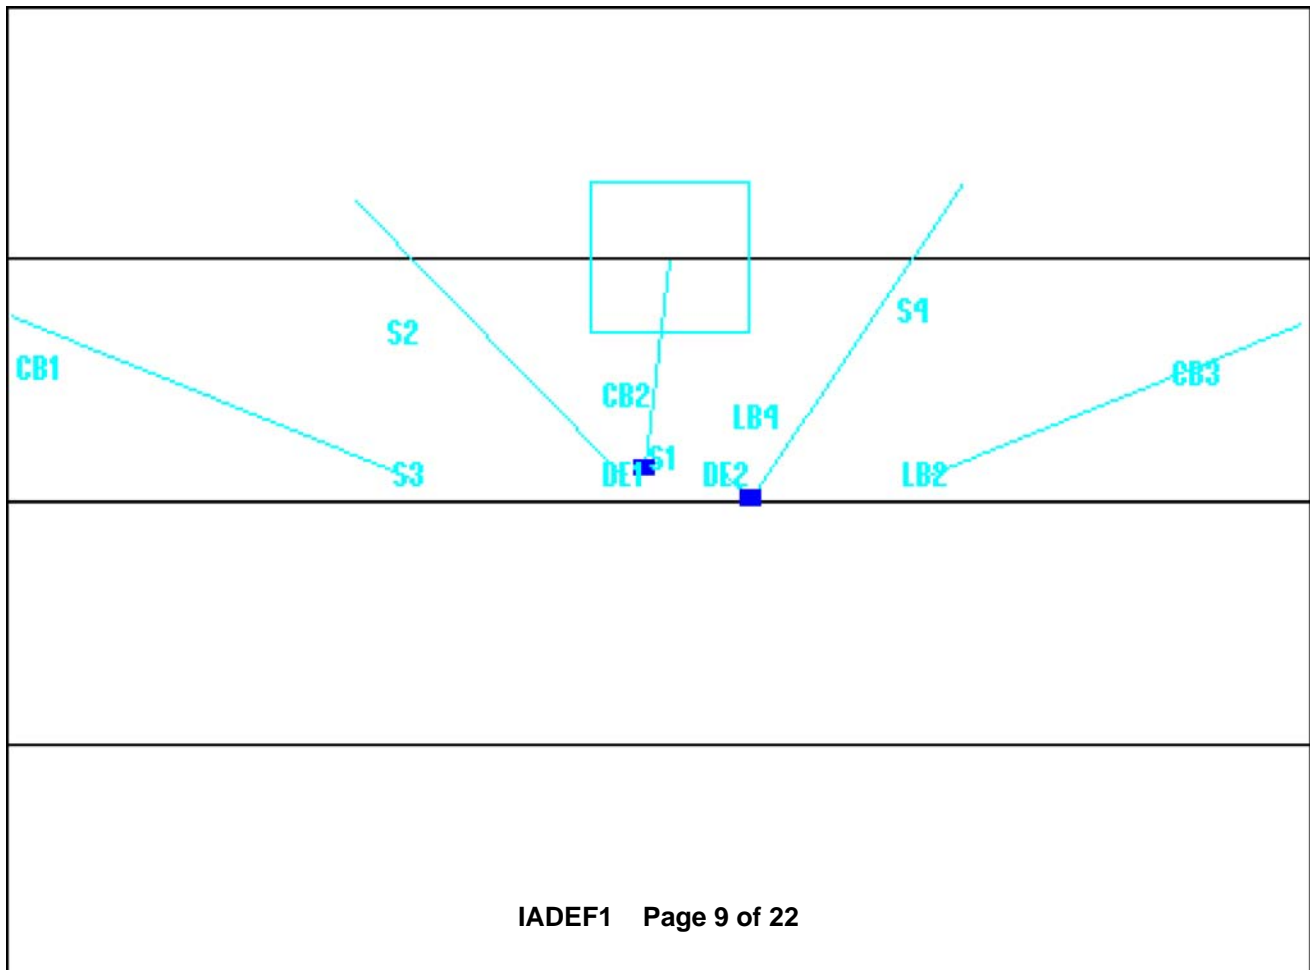 S4
S2
CB1
CB3
CB2
LB4
S1
S3
DE1
DE2
LB2
IADEF1 Page 9 of 22